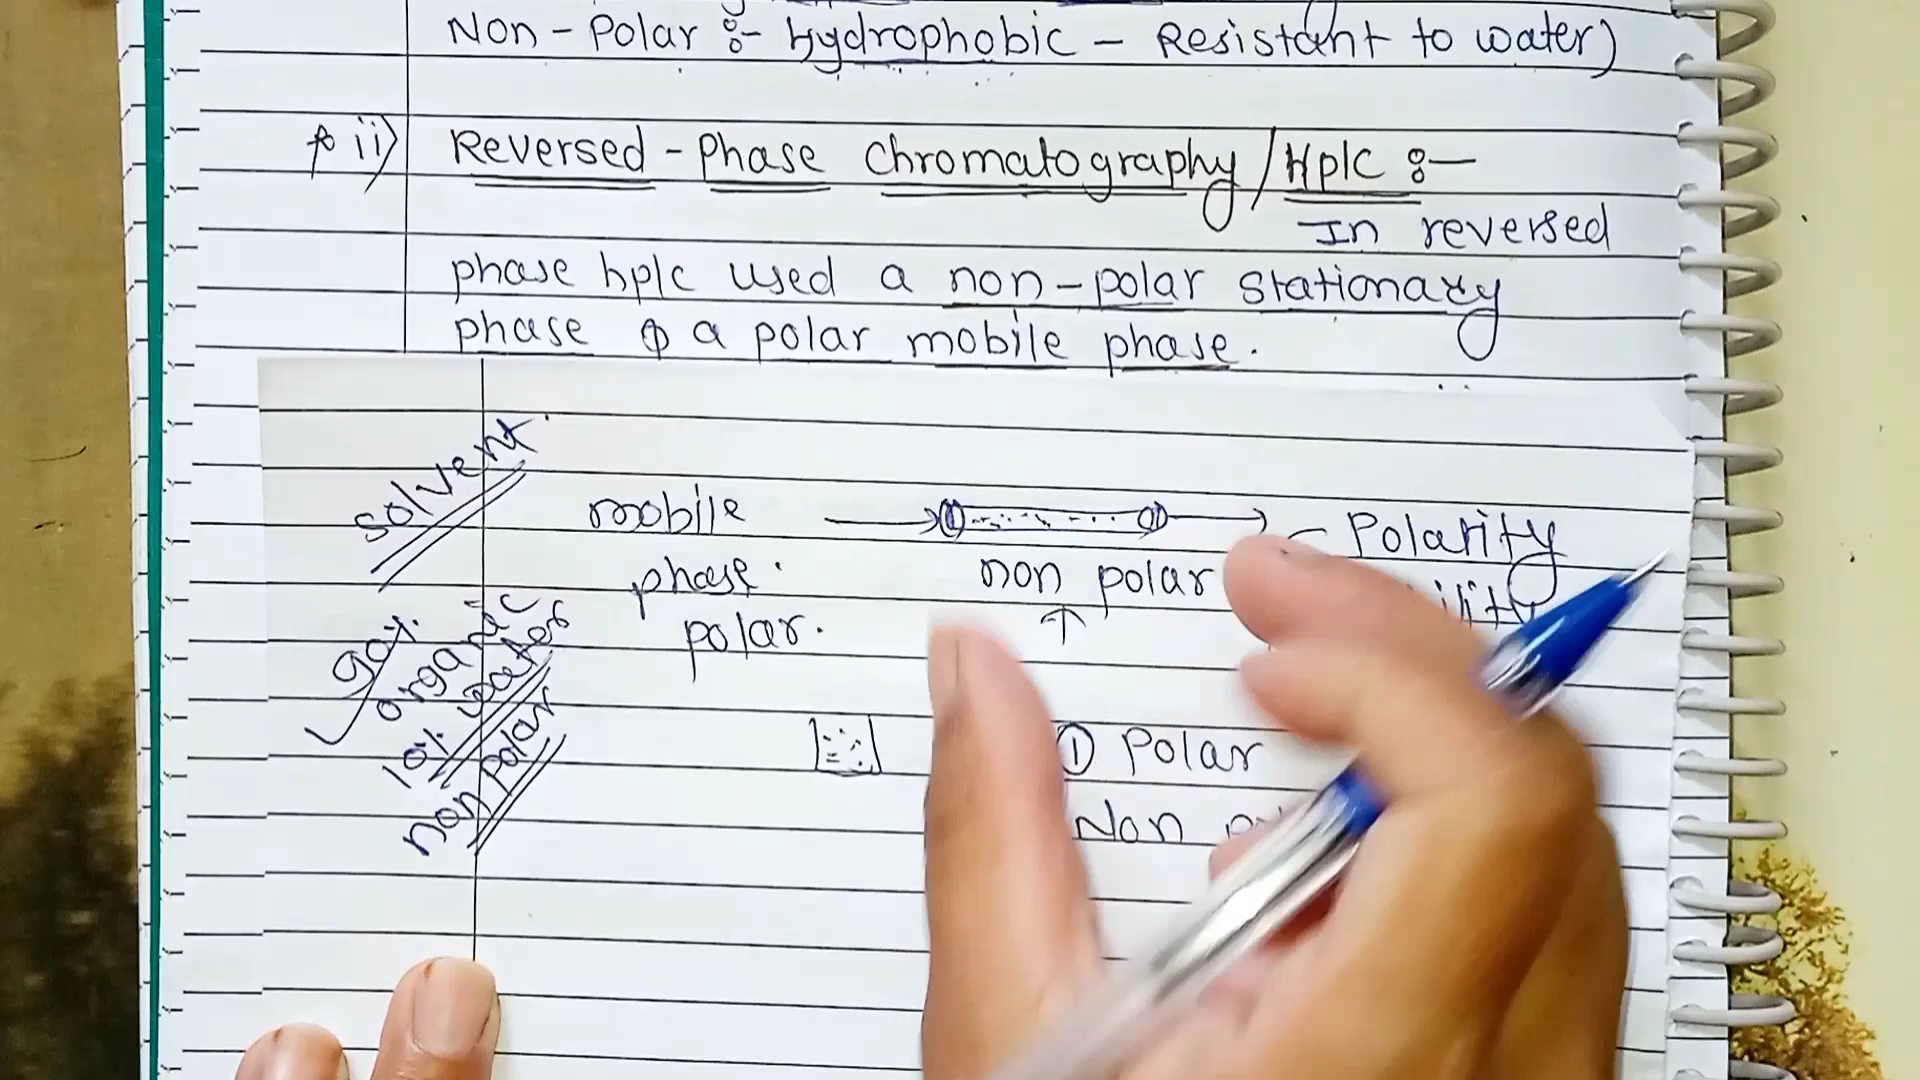 Non-Polar :- Hydrophobic - Resistant to water)
* ii) Reversed-Phase Chromatography/Hplc :-
In reversed
phase hplc used a non-polar stationary
phase & a polar mobile phase.
solvent.
mobile
phase.
polar.
non polar
- Polarity
90%
organic
10% water
non polar
① Polar
Non